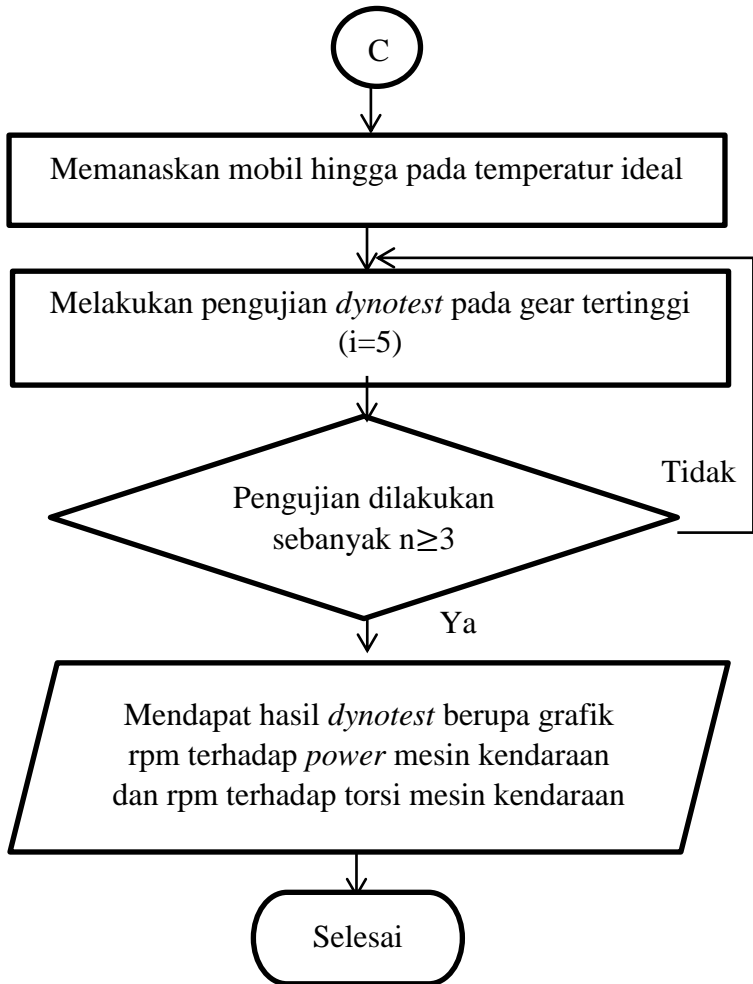 C
Memanaskan mobil hingga pada temperatur ideal
Melakukan pengujian dynotest pada gear tertinggi
(i=5)
Tidak
Pengujian dilakukan
sebanyak n≥3
Ya
Mendapat hasil dynotest berupa grafik
rpm terhadap power mesin kendaraan
dan rpm terhadap torsi mesin kendaraan
Selesai